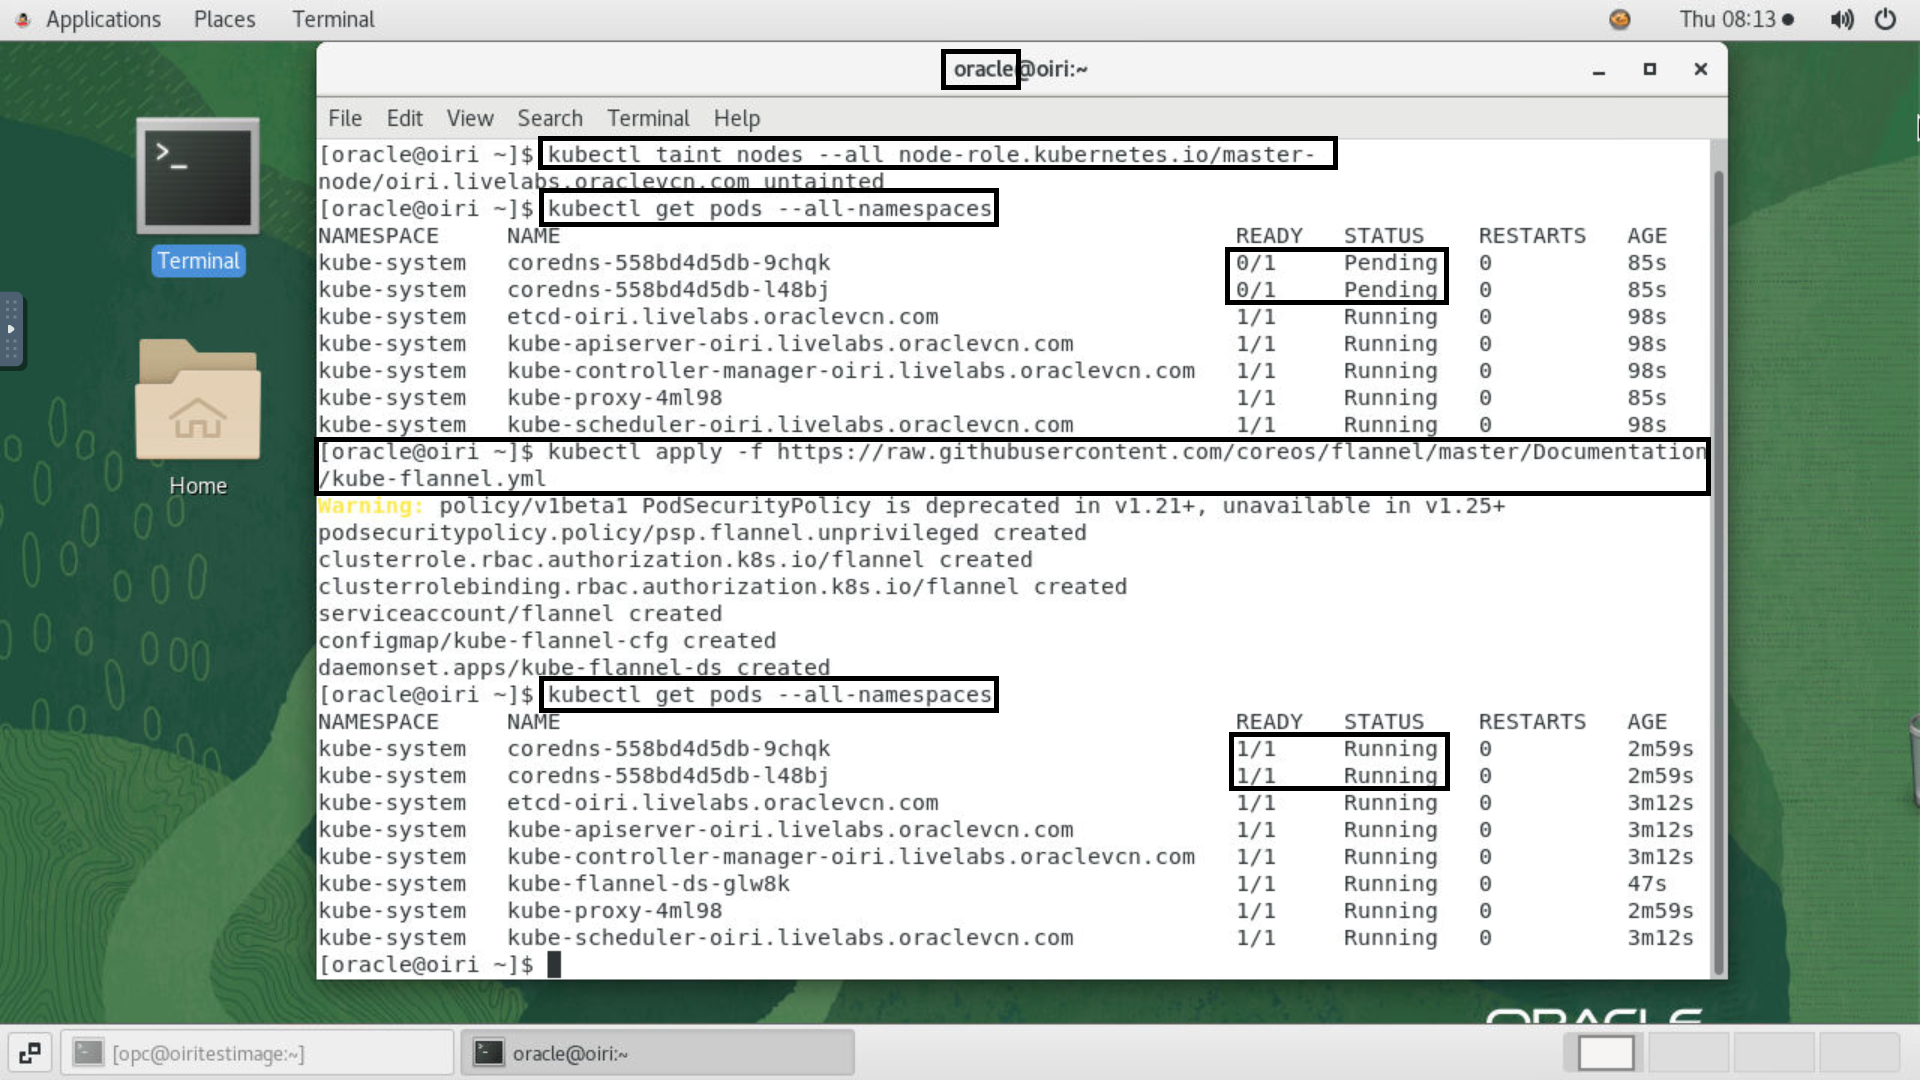 Applications Places Terminal Thu 08:13
oracle@oiri:~
File Edit View Search Terminal Help
[oracle@oiri ~]$ kubectl taint nodes --all node-role.kubernetes.io/master-
node/oiri.livelabs.oraclevcn.com untainted
[oracle@oiri ~]$ kubectl get pods --all-namespaces
NAMESPACE NAME READY STATUS RESTARTS AGE
kube-system coredns-558bd4d5db-9chqk 0/1 Pending 0 85s
kube-system coredns-558bd4d5db-l48bj 0/1 Pending 0 85s
kube-system etcd-oiri.livelabs.oraclevcn.com 1/1 Running 0 98s
kube-system kube-apiserver-oiri.livelabs.oraclevcn.com 1/1 Running 0 98s
kube-system kube-controller-manager-oiri.livelabs.oraclevcn.com 1/1 Running 0 98s
kube-system kube-proxy-4ml98 1/1 Running 0 85s
kube-system kube-scheduler-oiri.livelabs.oraclevcn.com 1/1 Running 0 98s
[oracle@oiri ~]$ kubectl apply -f https://raw.githubusercontent.com/coreos/flannel/master/Documentation
/kube-flannel.yml
Warning: policy/v1beta1 PodSecurityPolicy is deprecated in v1.21+, unavailable in v1.25+
podsecuritypolicy.policy/psp.flannel.unprivileged created
clusterrole.rbac.authorization.k8s.io/flannel created
clusterrolebinding.rbac.authorization.k8s.io/flannel created
serviceaccount/flannel created
configmap/kube-flannel-cfg created
daemonset.apps/kube-flannel-ds created
[oracle@oiri ~]$ kubectl get pods --all-namespaces
NAMESPACE NAME READY STATUS RESTARTS AGE
kube-system coredns-558bd4d5db-9chqk 1/1 Running 0 2m59s
kube-system coredns-558bd4d5db-l48bj 1/1 Running 0 2m59s
kube-system etcd-oiri.livelabs.oraclevcn.com 1/1 Running 0 3m12s
kube-system kube-apiserver-oiri.livelabs.oraclevcn.com 1/1 Running 0 3m12s
kube-system kube-controller-manager-oiri.livelabs.oraclevcn.com 1/1 Running 0 3m12s
kube-system kube-flannel-ds-glw8k 1/1 Running 0 47s
kube-system kube-proxy-4ml98 1/1 Running 0 2m59s
kube-system kube-scheduler-oiri.livelabs.oraclevcn.com 1/1 Running 0 3m12s
[oracle@oiri ~]$
Terminal
Home
ORACLE
[opc@oiritestimage:~] oracle@oiri:~